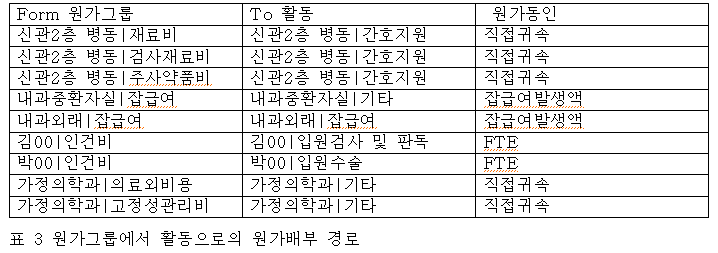 Form 원가그룹 To 활동 원가동인
신관2층 병동|재료비 신관2층 병동|간호지원 직접귀속
신관2층 병동|검사재료비 신관2층 병동|간호지원 직접귀속
신관2층 병동|주사약품비 신관2층 병동|간호지원 직접귀속
내과중환자실|잡급여 내과중환자실|기타 잡급여발생액
내과외래|잡급여 내과외래|잡급여 잡급여발생액
김00|인건비 김00|입원검사 및 판독 FTE
박00|인건비 박00|입원수술 FTE
가정의학과|의료외비용 가정의학과|기타 직접귀속
가정의학과|고정성관리비 가정의학과|기타 직접귀속
표 3 원가그룹에서 활동으로의 원가배부 경로